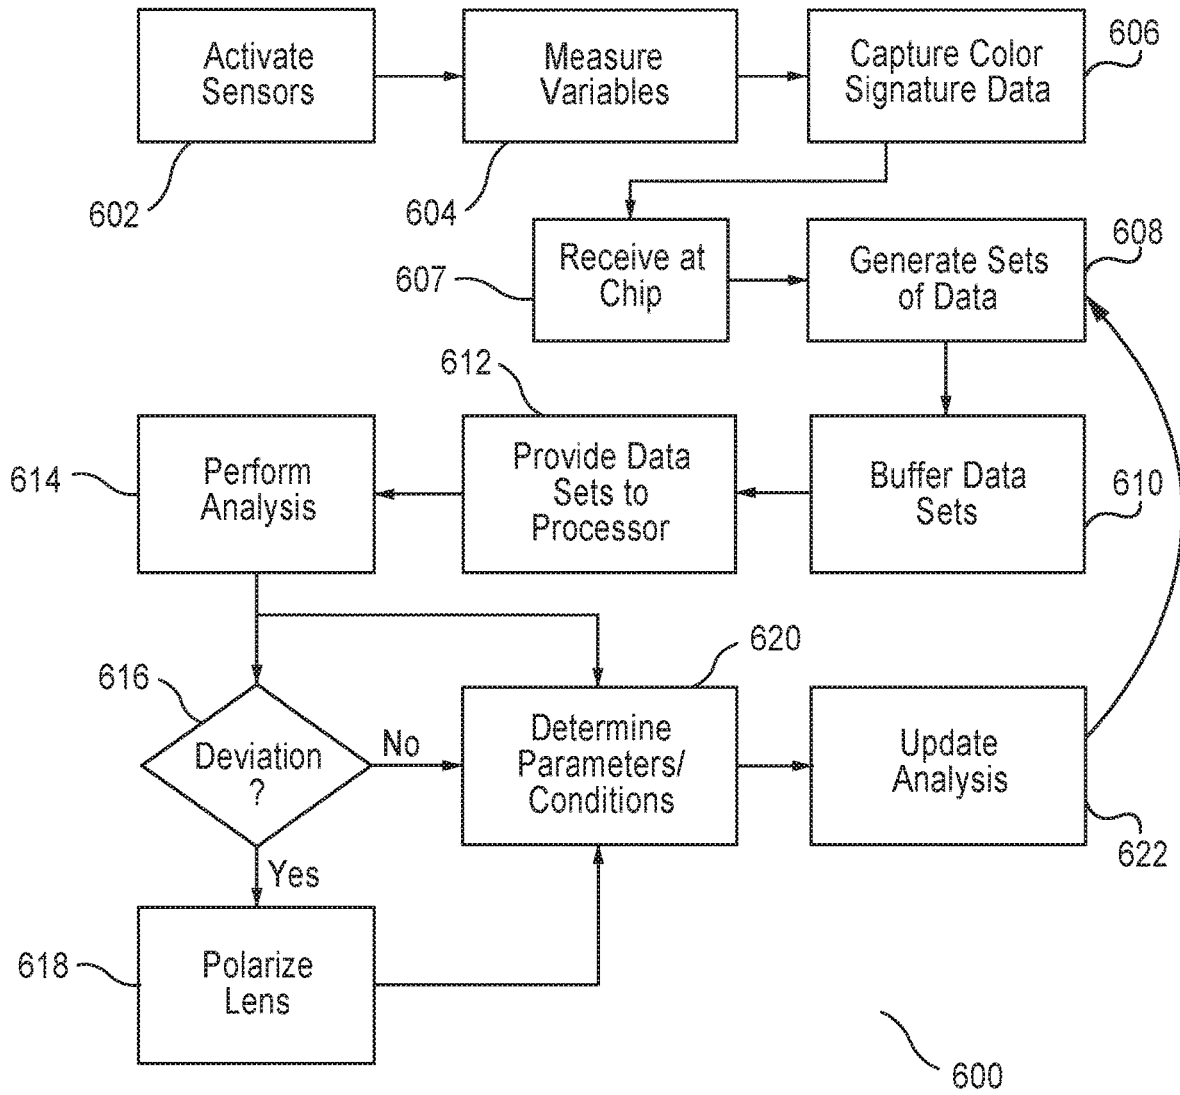 Activate
Sensors
602
Measure
Variables
604
Capture Color
Signature Data
606
Receive at
Chip
607
Generate Sets
of Data
608
Buffer Data
Sets
610
Provide Data
Sets to
Processor
612
Perform
Analysis
614
Deviation
?
616
No
Yes
Polarize
Lens
618
Determine
Parameters/
Conditions
620
Update
Analysis
622
600